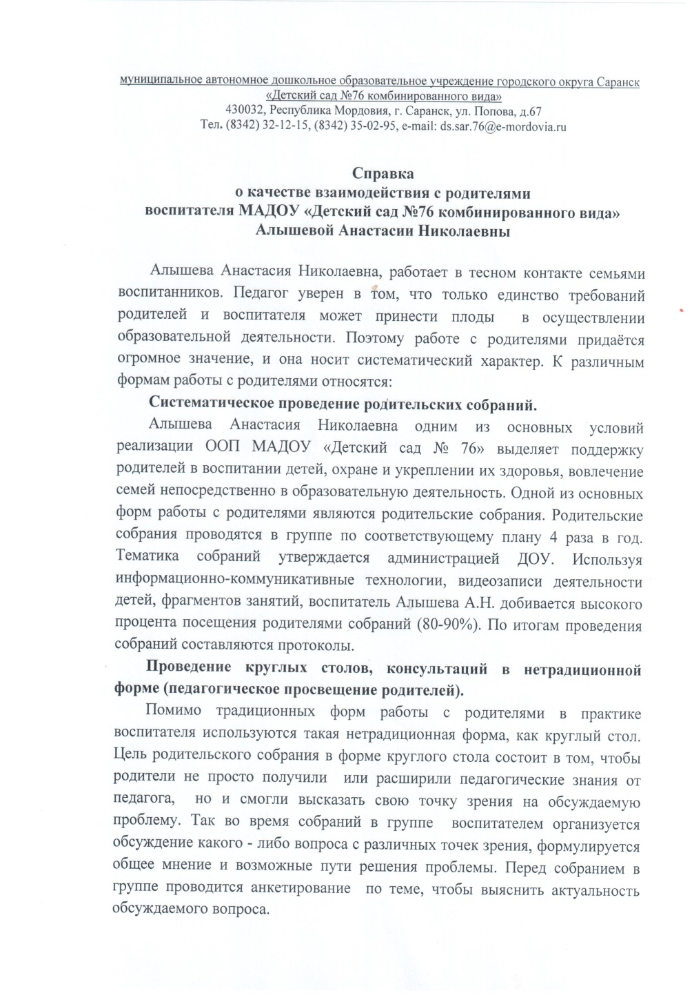 муниципальное автономное дошкольное образовательное учреждение городского округа Саранск
«Детский сад №76 комбинированного вида»
430032, Республика Мордовия, г. Саранск, ул. Попова, д.67
Тел. (8342) 32-12-15, (8342) 35-02-95, e-mail: ds.sar.76@e-mordovia.ru
Справка
о качестве взаимодействия с родителями
воспитателя МАДОУ «Детский сад №76 комбинированного вида»
Алышевой Анастасии Николаевны
Алышева Анастасия Николаевна, работает в тесном контакте семьями
воспитанников. Педагог уверен в том, что только единство требований
родителей и воспитателя может принести плоды в осуществлении
образовательной деятельности. Поэтому работе с родителями придаётся
огромное значение, и она носит систематический характер. К различным
формам работы с родителями относятся:
Систематическое проведение родительских собраний.
Алышева Анастасия Николаевна одним из основных условий
реализации ООП МАДОУ «Детский сад № 76» выделяет поддержку
родителей в воспитании детей, охране и укреплении их здоровья, вовлечение
семей непосредственно в образовательную деятельность. Одной из основных
форм работы с родителями являются родительские собрания. Родительские
собрания проводятся в группе по соответствующему плану 4 раза в год.
Тематика собраний утверждается администрацией ДОУ. Используя
информационно-коммуникативные технологии, видеозаписи деятельности
детей, фрагментов занятий, воспитатель Алышева А.Н. добивается высокого
процента посещения родителями собраний (80-90%). По итогам проведения
собраний составляются протоколы.
Проведение круглых столов, консультаций в нетрадиционной
форме (педагогическое просвещение родителей).
Помимо традиционных форм работы с родителями в практике
воспитателя используются такая нетрадиционная форма, как круглый стол.
Цель родительского собрания в форме круглого стола состоит в том, чтобы
родители не просто получили или расширили педагогические знания от
педагога, но и смогли высказать свою точку зрения на обсуждаемую
проблему. Так во время собраний в группе воспитателем организуется
обсуждение какого - либо вопроса с различных точек зрения, формулируется
общее мнение и возможные пути решения проблемы. Перед собранием в
группе проводится анкетирование по теме, чтобы выяснить актуальность
обсуждаемого вопроса.